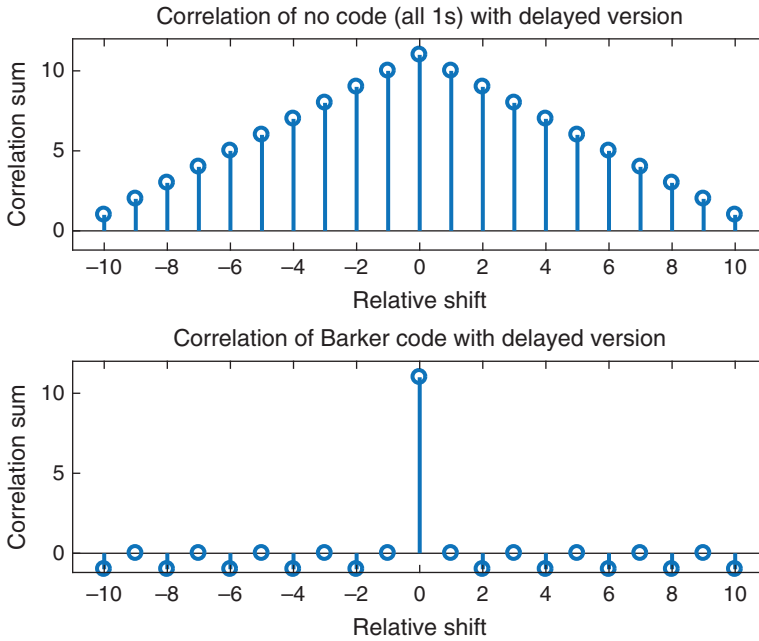 Correlation of no code (all 1s) with delayed version
10
5
0
Correlation sum
–10 –8 –6 –4 –2 0 2 4 6 8 10
Relative shift
Correlation of Barker code with delayed version
10
5
0
Correlation sum
–10 –8 –6 –4 –2 0 2 4 6 8 10
Relative shift